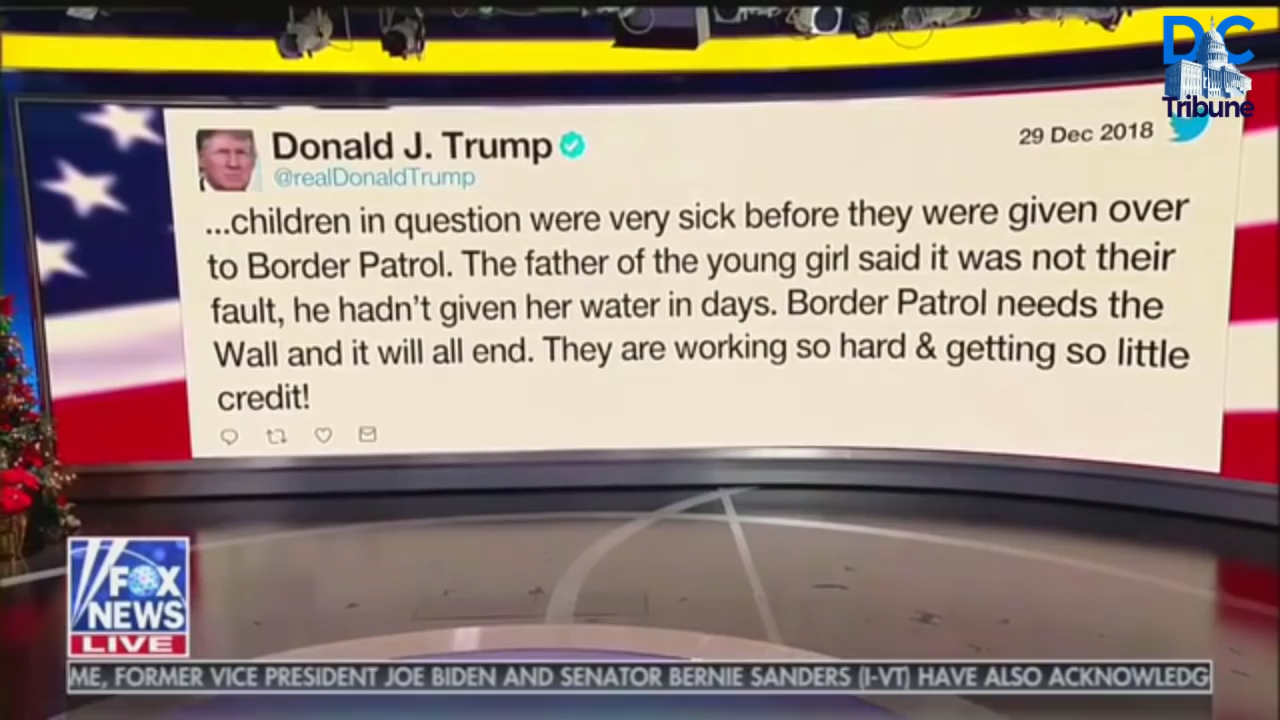 DC
Tribune
Donald J. Trump
29 Dec 2018
@realDonaldTrump
...children in question were very sick before they were given over
to Border Patrol. The father of the young girl said it was not their
fault, he hadn't given her water in days. Border Patrol needs the
Wall and it will all end. They are working so hard & getting so little
credit!
FOX
NEWS
LIVE
ME, FORMER VICE PRESIDENT JOE BIDEN AND SENATOR BERNIE SANDERS (I-VT) HAVE ALSO ACKNOWLEDG